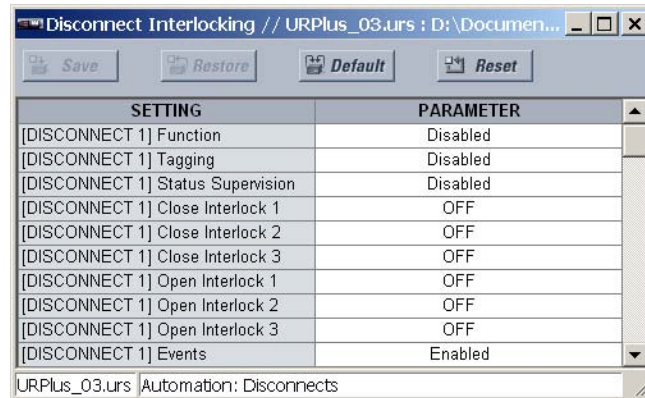 Disconnect Interlocking // URPlus_03.urs : D:\Documen...
Save Restore Default Reset
SETTING PARAMETER
[DISCONNECT 1] Function Disabled
[DISCONNECT 1] Tagging Disabled
[DISCONNECT 1] Status Supervision Disabled
[DISCONNECT 1] Close Interlock 1 OFF
[DISCONNECT 1] Close Interlock 2 OFF
[DISCONNECT 1] Close Interlock 3 OFF
[DISCONNECT 1] Open Interlock 1 OFF
[DISCONNECT 1] Open Interlock 2 OFF
[DISCONNECT 1] Open Interlock 3 OFF
[DISCONNECT 1] Events Enabled
URPlus_03.urs Automation: Disconnects